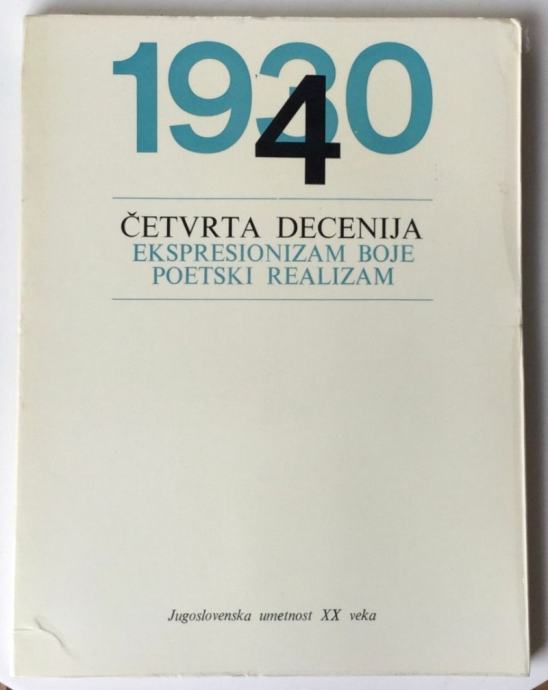 1930
4
ČETVRTA DECENIJA
EKSPRESIONIZAM BOJE
POETSKI REALIZAM
Jugoslovenska umetnost XX veka